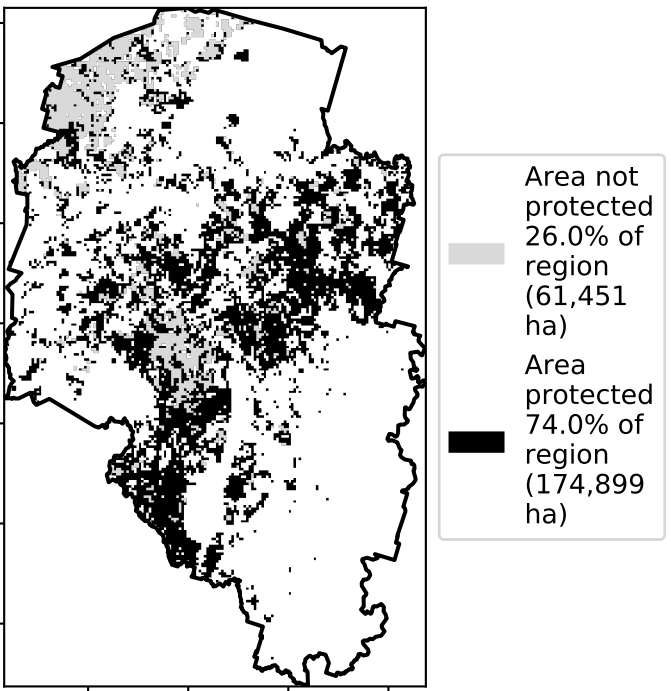 Area not
protected
26.0% of
region
(61,451
ha)
Area
protected
74.0% of
region
(174,899
ha)